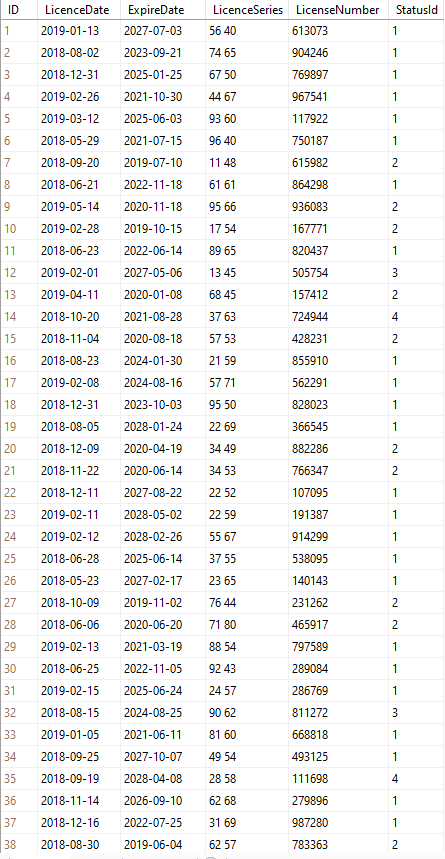 ID LicenceDate ExpireDate LicenceSeries LicenseNumber StatusId
1 2019-01-13 2027-07-03 56 40 613073 1
2 2018-08-02 2023-09-21 74 65 904246 1
3 2018-12-31 2025-01-25 67 50 769897 1
4 2019-02-26 2021-10-30 44 67 967541 1
5 2019-03-12 2025-06-03 93 60 117922 1
6 2018-05-29 2021-07-15 96 40 750187 1
7 2018-09-20 2019-07-10 11 48 615982 2
8 2018-06-21 2022-11-18 61 61 864298 1
9 2019-05-14 2020-11-18 95 66 936083 2
10 2019-02-28 2019-10-15 17 54 167771 2
11 2018-06-23 2022-06-14 89 65 820437 1
12 2019-02-01 2027-05-06 13 45 505754 3
13 2019-04-11 2020-01-08 68 45 157412 2
14 2018-10-20 2021-08-28 37 63 724944 4
15 2018-11-04 2020-08-18 57 53 428231 2
16 2018-08-23 2024-01-30 21 59 855910 1
17 2019-02-08 2024-08-16 57 71 562291 1
18 2018-12-31 2023-10-03 95 50 828023 1
19 2018-08-05 2028-01-24 22 69 366545 1
20 2018-12-09 2020-04-19 34 49 882286 2
21 2018-11-22 2020-06-14 34 53 766347 2
22 2018-12-11 2027-08-22 22 52 107095 1
23 2019-02-11 2028-05-02 22 59 191387 1
24 2019-02-12 2028-02-26 55 67 914299 1
25 2018-06-28 2025-06-14 37 55 538095 1
26 2018-05-23 2027-02-17 23 65 140143 1
27 2018-10-09 2019-11-02 76 44 231262 2
28 2018-06-06 2020-06-20 71 80 465917 2
29 2019-02-13 2021-03-19 88 54 797589 1
30 2018-06-25 2022-11-05 92 43 289084 1
31 2019-02-15 2025-06-24 24 57 286769 1
32 2018-08-15 2024-08-25 90 62 811272 3
33 2019-01-05 2021-06-11 81 60 668818 1
34 2018-09-25 2027-10-07 49 54 493125 1
35 2018-09-19 2028-04-08 28 58 111698 4
36 2018-11-14 2026-09-10 62 68 279896 1
37 2018-12-16 2022-07-25 31 69 987413 1
38 2018-08-30 2019-06-04 62 57 783363 2